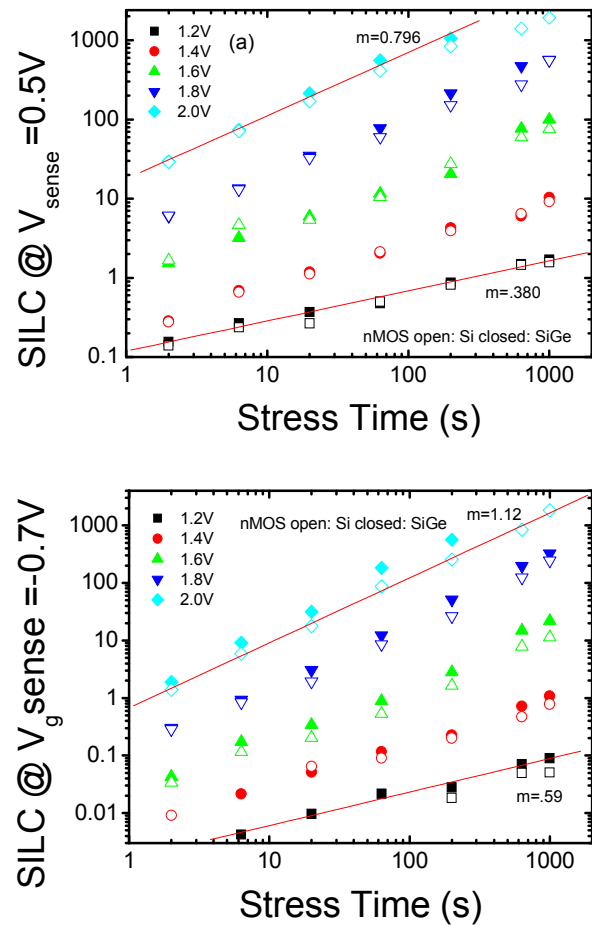 1000
100
10
1
0.1
SILC @ V sense =0.5V
1.2V
1.4V
1.6V
1.8V
2.0V
(a)
m=0.796
m=.380
nMOS open: Si closed: SiGe
1 10 100 1000
Stress Time (s)
1000
100
10
1
0.1
0.01
SILC @ Vg sense =-0.7V
1.2V
1.4V
1.6V
1.8V
2.0V
nMOS open: Si closed: SiGe
m=1.12
m=.59
1 10 100 1000
Stress Time (s)